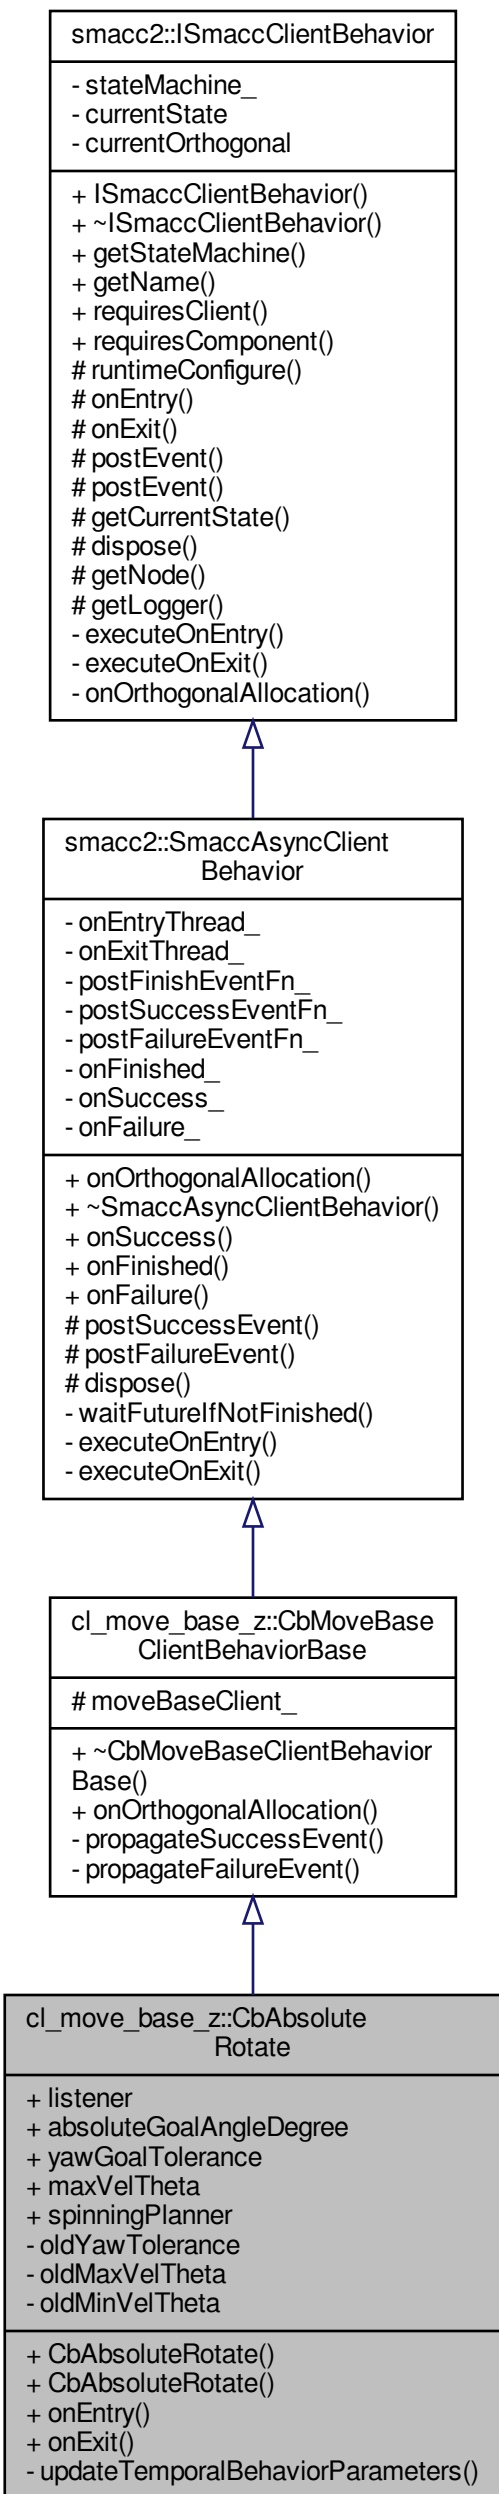 smacc2::ISmaccClientBehavior
- stateMachine_
- currentState
- currentOrthogonal
+ ISmaccClientBehavior()
+ ~ISmaccClientBehavior()
+ getStateMachine()
+ getName()
+ requiresClient()
+ requiresComponent()
# runtimeConfigure()
# onEntry()
# onExit()
# postEvent()
# postEvent()
# getCurrentState()
# dispose()
# getNode()
# getLogger()
- executeOnEntry()
- executeOnExit()
- onOrthogonalAllocation()
smacc2::SmaccAsyncClient
Behavior
- onEntryThread_
- onExitThread_
- postFinishEventFn_
- postSuccessEventFn_
- postFailureEventFn_
- onFinished_
- onSuccess_
- onFailure_
+ onOrthogonalAllocation()
+ ~SmaccAsyncClientBehavior()
+ onSuccess()
+ onFinished()
+ onFailure()
# postSuccessEvent()
# postFailureEvent()
# dispose()
- waitFutureIfNotFinished()
- executeOnEntry()
- executeOnExit()
cl_move_base_z::CbMoveBase
ClientBehaviorBase
# moveBaseClient_
+ ~CbMoveBaseClientBehavior
Base()
+ onOrthogonalAllocation()
- propagateSuccessEvent()
- propagateFailureEvent()
cl_move_base_z::CbAbsolute
Rotate
+ listener
+ absoluteGoalAngleDegree
+ yawGoalTolerance
+ maxVelTheta
+ spinningPlanner
- oldYawTolerance
- oldMaxVelTheta
- oldMinVelTheta
+ CbAbsoluteRotate()
+ CbAbsoluteRotate()
+ onEntry()
+ onExit()
- updateTemporalBehaviorParameters()